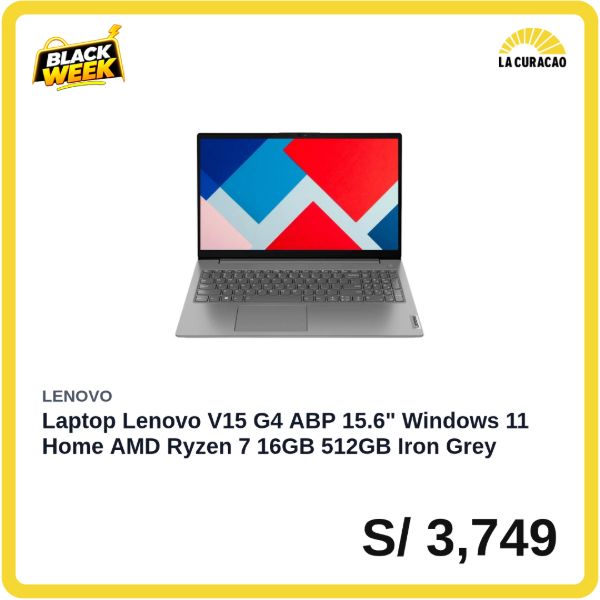 BLACK
WEEK
LA CURACAO
LENOVO
Laptop Lenovo V15 G4 ABP 15.6" Windows 11
Home AMD Ryzen 7 16GB 512GB Iron Grey
S/ 3,749